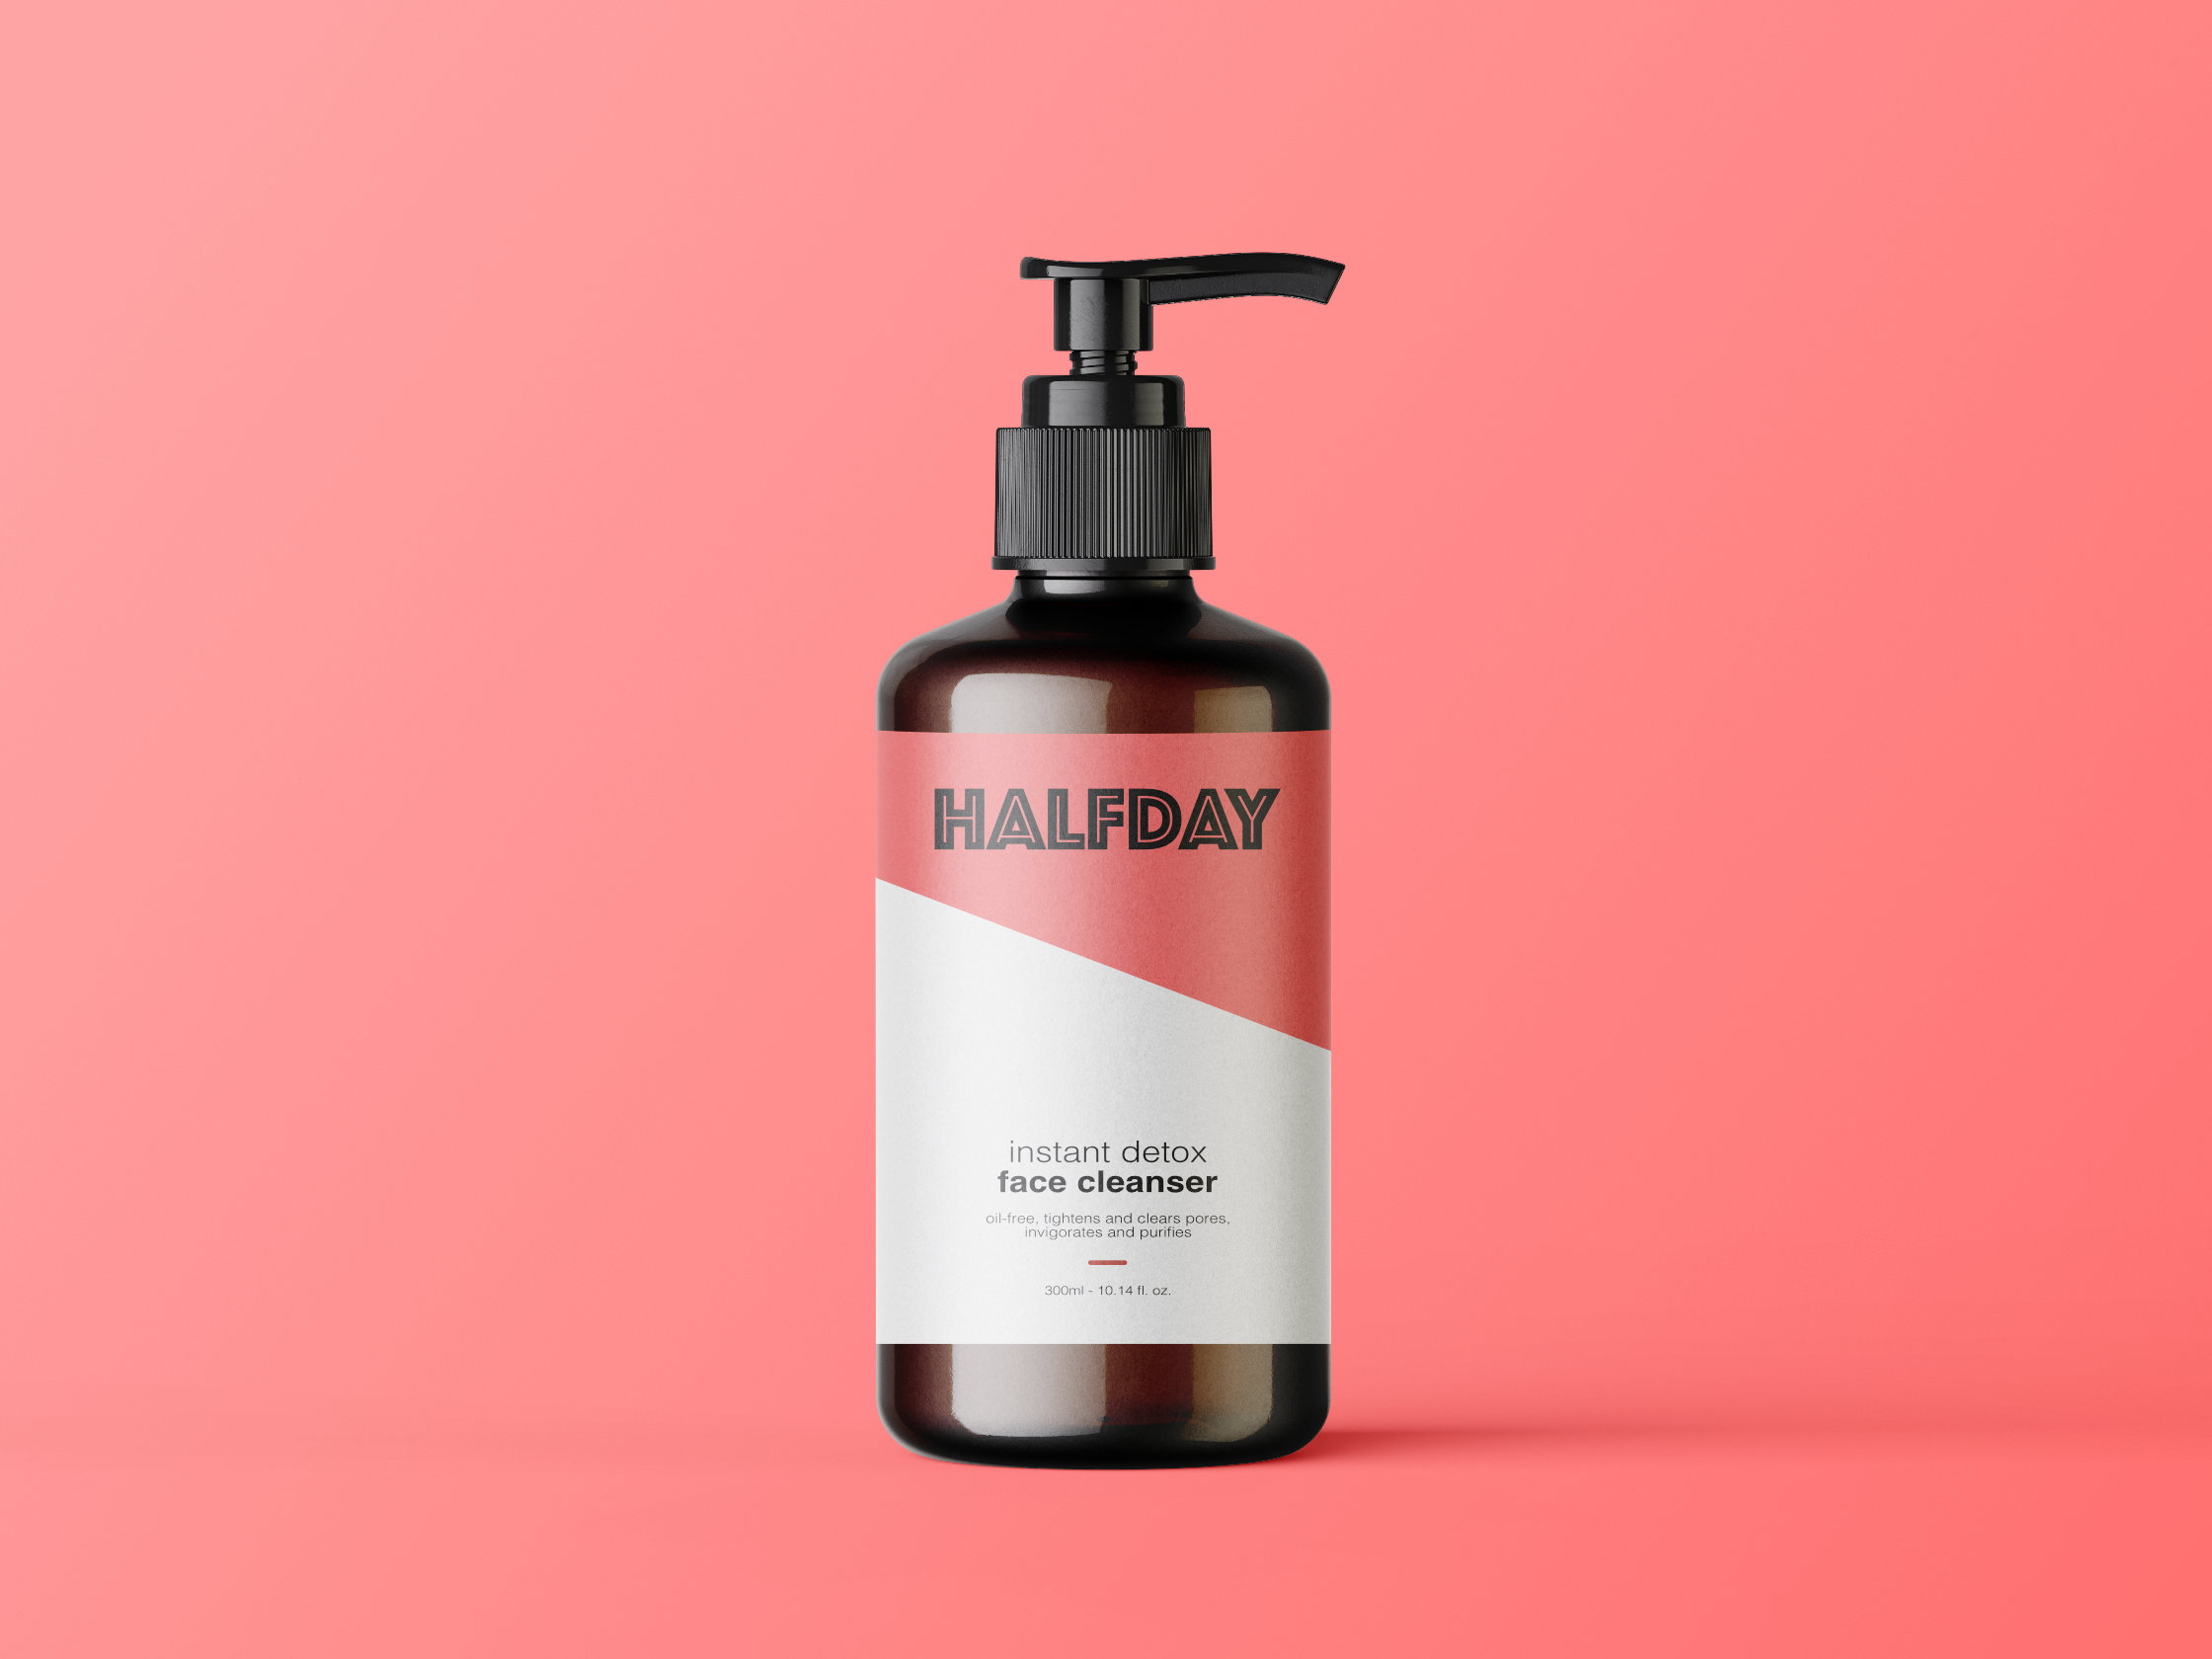 HALFDAY
instant detox
face cleanser
oil-free, tightens and clears pores,
invigorates and purifies
300ml - 10.14 fl. oz.